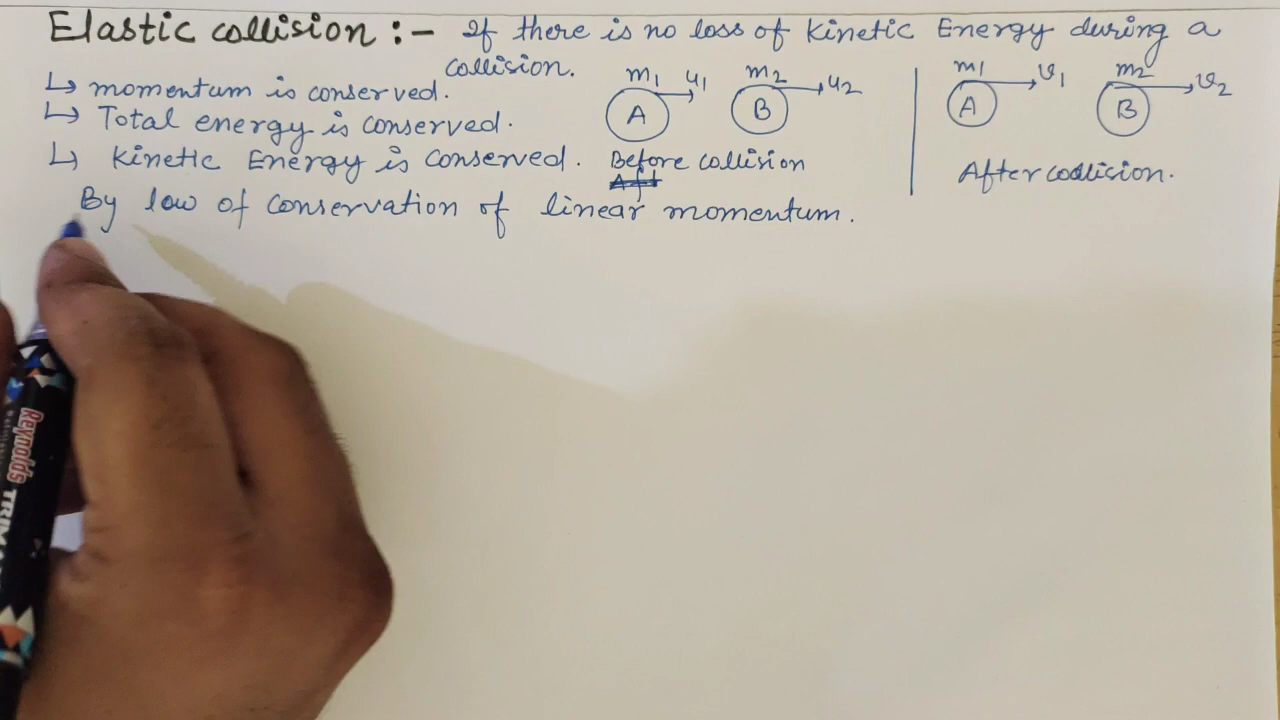 Elastic collision :- If there is no loss of Kinetic Energy during a
collision.
↳ momentum is conserved.
↳ Total energy is conserved.
↳ Kinetic Energy is conserved.
m1 u1 m2 u2
A B
Before collision
Aft
m1 v1 m2 v2
A B
After collision.
By law of conservation of linear momentum.
Reynolds
TRIM